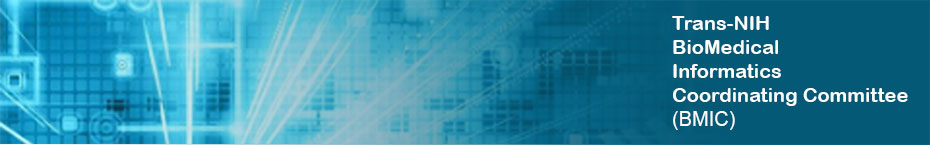 Trans-NIH
BioMedical
Informatics
Coordinating Committee
(BMIC)